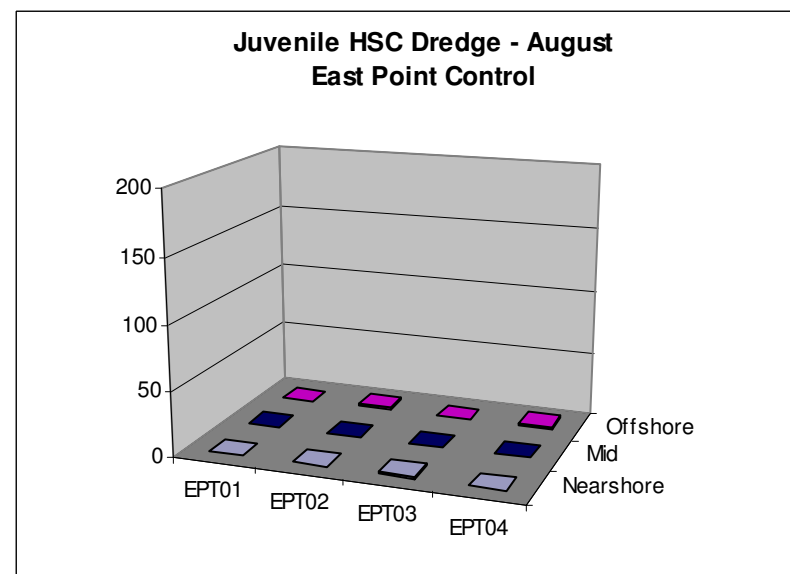 Juvenile HSC Dredge - August
East Point Control
200
150
100
50
0
EPT01
EPT02
EPT03
EPT04
Nearshore
Mid
Offshore